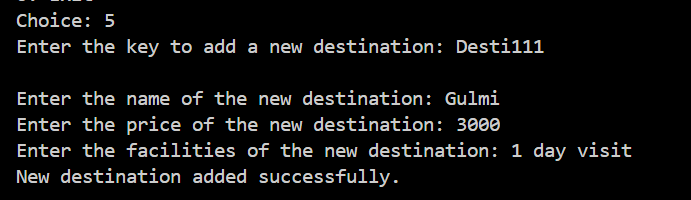 Choice: 5
Enter the key to add a new destination: Desti111
Enter the name of the new destination: Gulmi
Enter the price of the new destination: 3000
Enter the facilities of the new destination: 1 day visit
New destination added successfully.